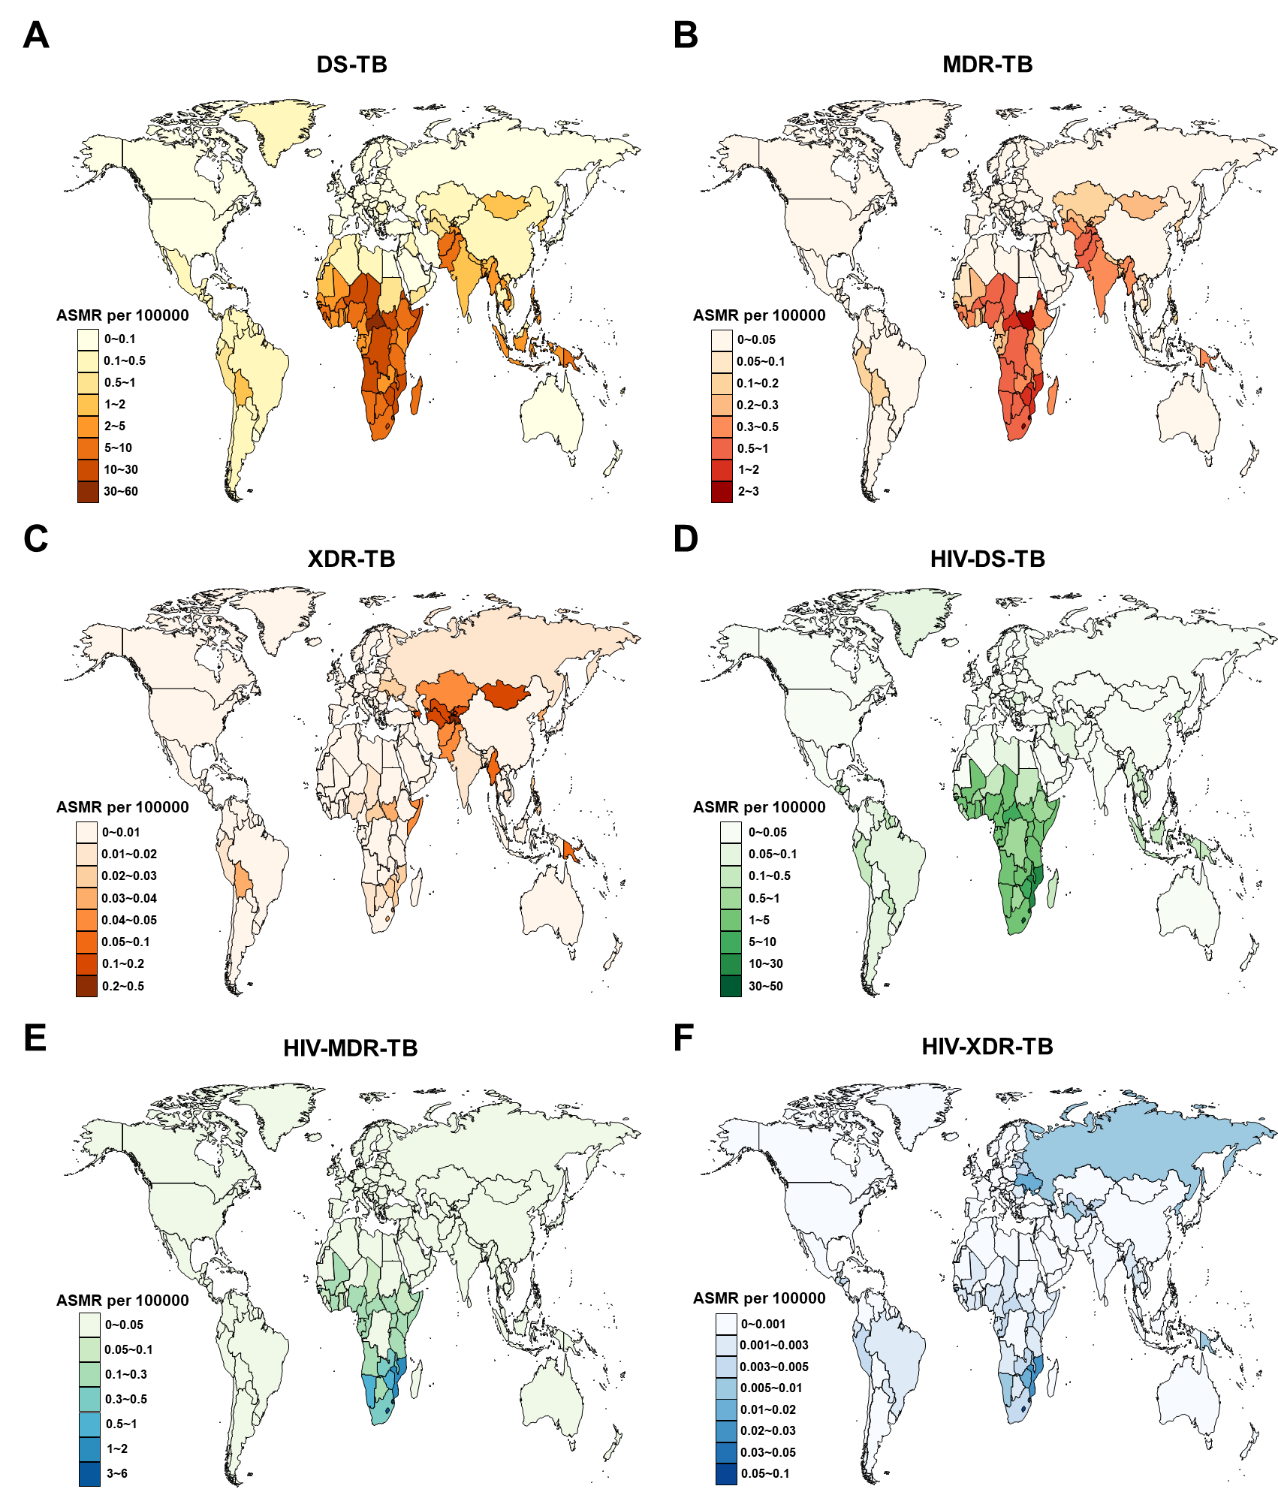 A
DS-TB
ASMR per 100000
0~0.1
0.1~0.5
0.5~1
1~2
2~5
5~10
10~30
30~60
B
MDR-TB
ASMR per 100000
0~0.05
0.05~0.1
0.1~0.2
0.2~0.3
0.3~0.5
0.5~1
1~2
2~3
C
XDR-TB
ASMR per 100000
0~0.01
0.01~0.02
0.02~0.03
0.03~0.04
0.04~0.05
0.05~0.1
0.1~0.2
0.2~0.5
D
HIV-DS-TB
ASMR per 100000
0~0.05
0.05~0.1
0.1~0.5
0.5~1
1~5
5~10
10~30
30~50
E
HIV-MDR-TB
ASMR per 100000
0~0.05
0.05~0.1
0.1~0.3
0.3~0.5
0.5~1
1~2
3~6
F
HIV-XDR-TB
ASMR per 100000
0~0.001
0.001~0.003
0.003~0.005
0.005~0.01
0.01~0.02
0.02~0.03
0.03~0.05
0.05~0.1